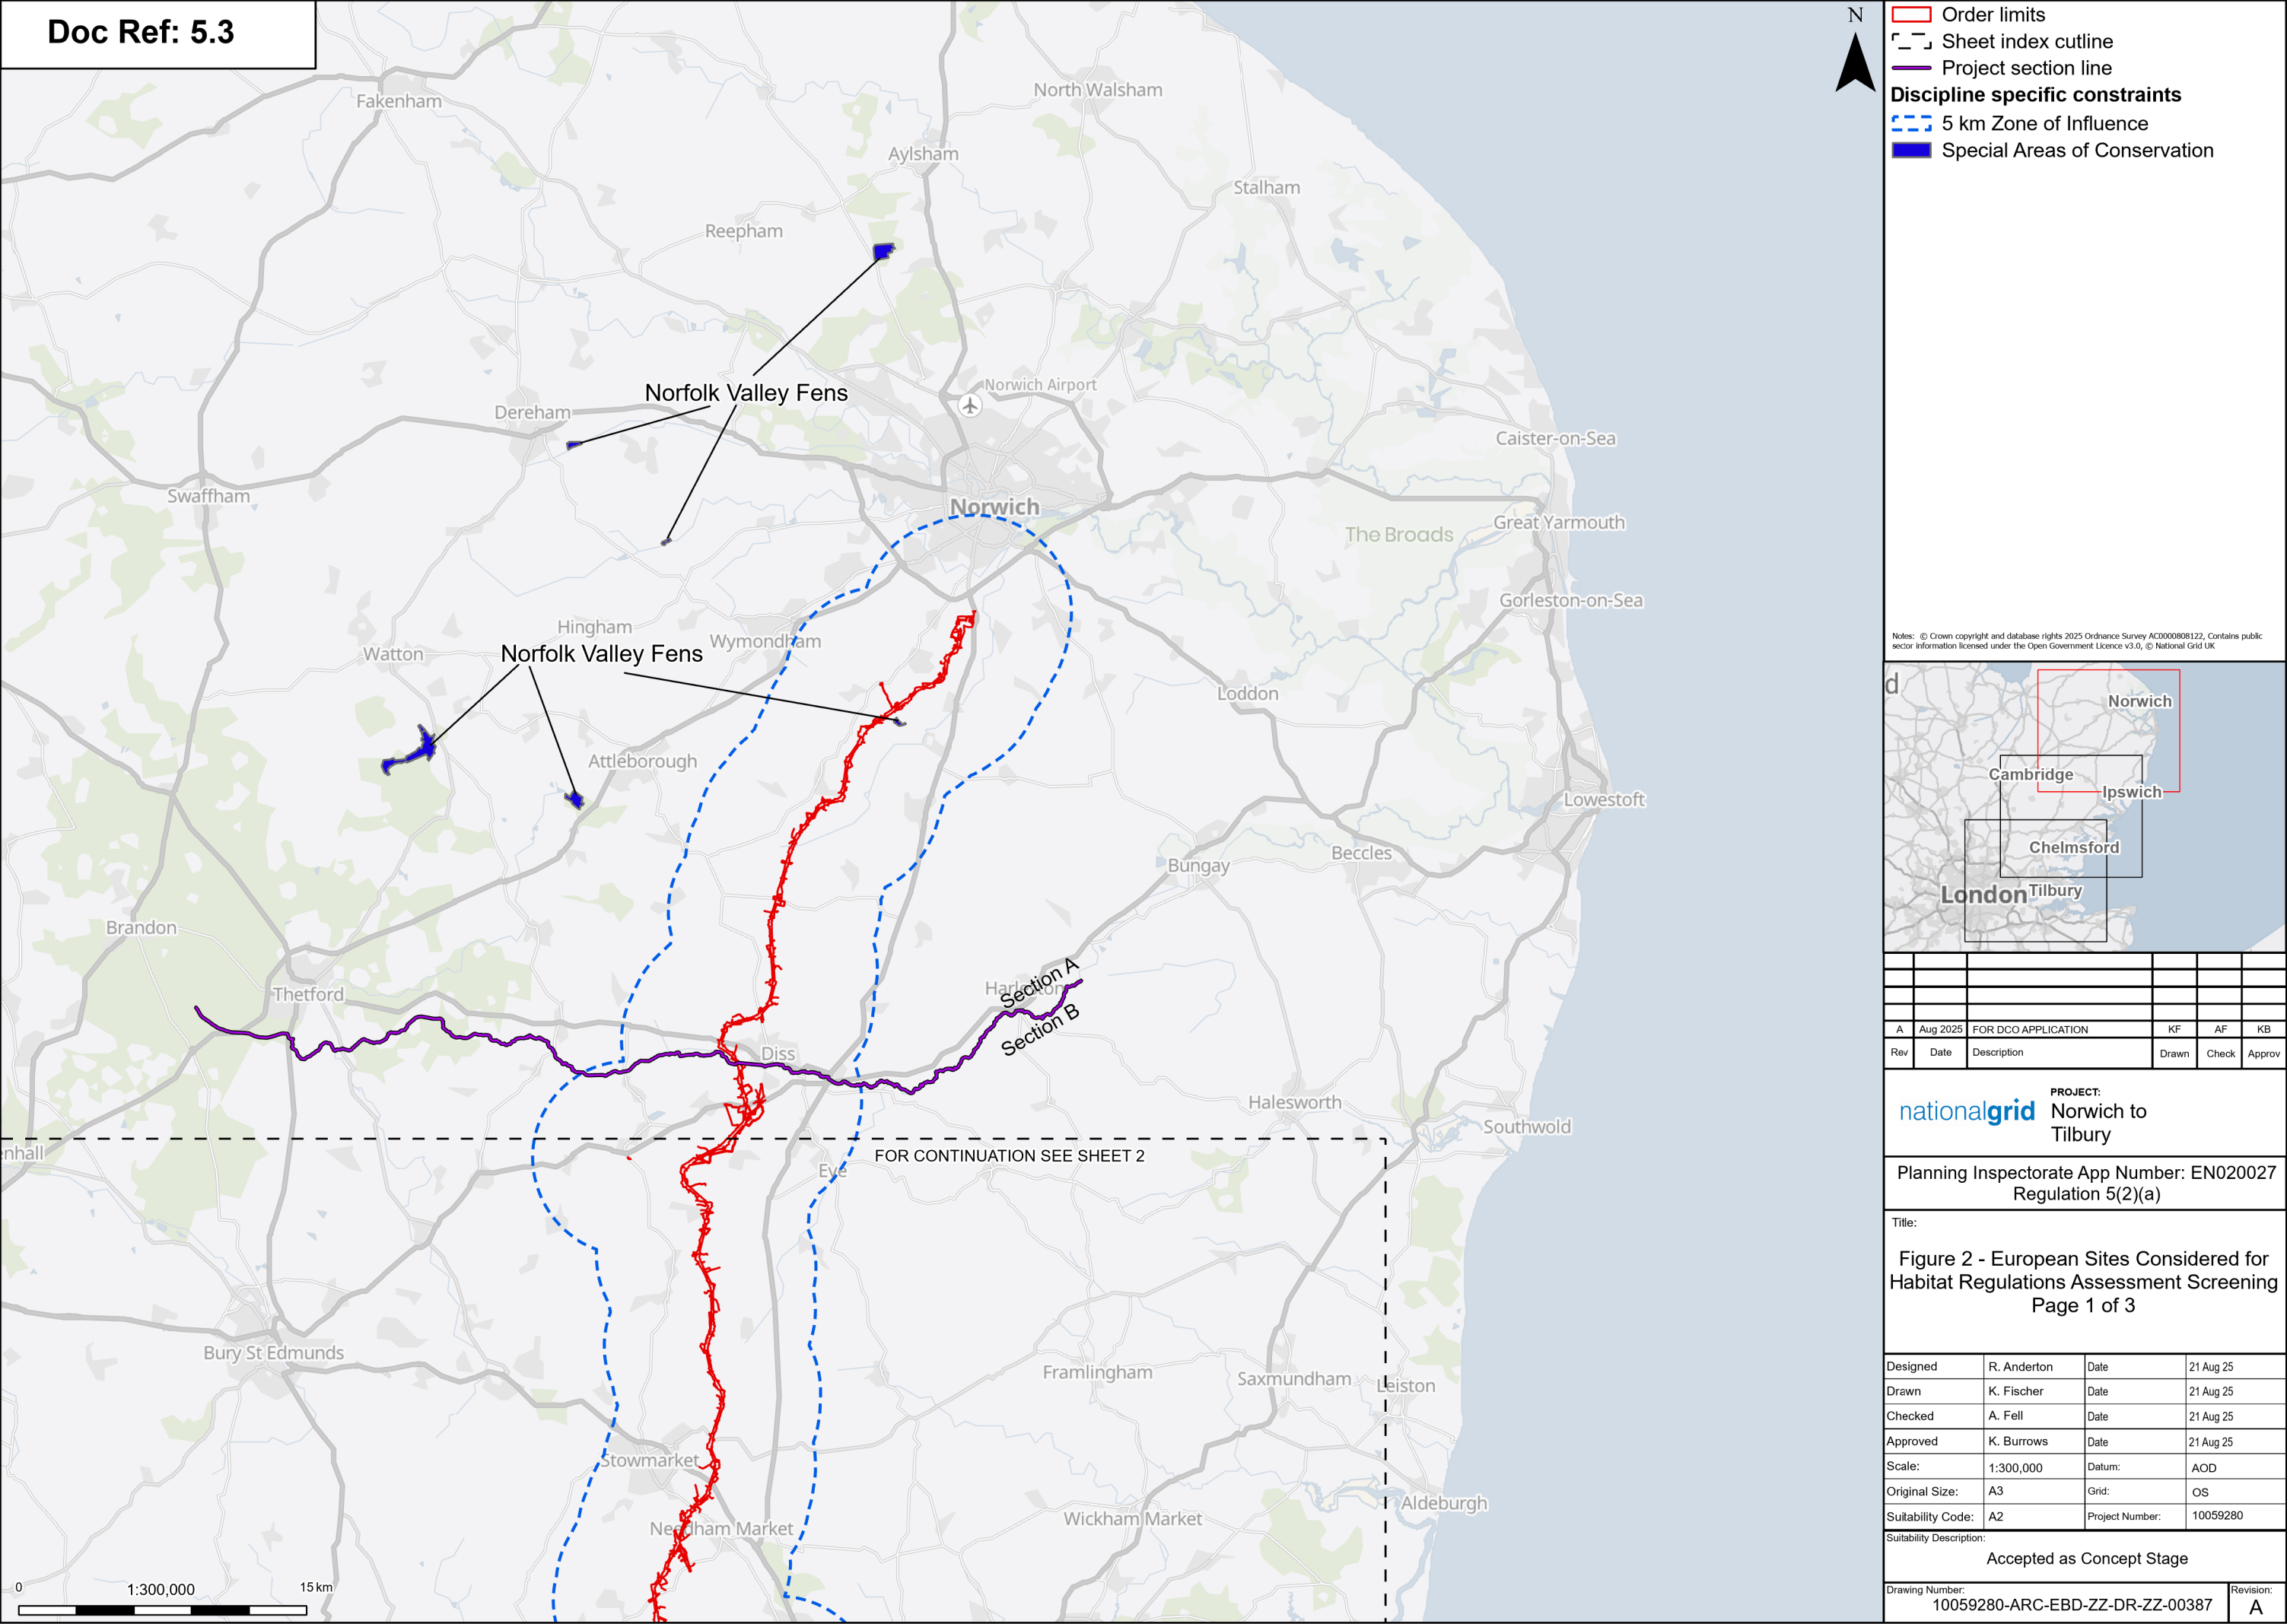 Doc Ref: 5.3
N
Fakenham
North Walsham
Aylsham
Stalham
Reepham
Norfolk Valley Fens
Norwich Airport
Dereham
Caister-on-Sea
Swaffham
Norwich
Great Yarmouth
The Broads
Gorleston-on-Sea
Hingham
Wymondham
Watton
Norfolk Valley Fens
Loddon
Attleborough
Lowestoft
Bungay
Beccles
Brandon
Thetford
Section A
Section B
Diss
Halesworth
Southwold
enhall
FOR CONTINUATION SEE SHEET 2
Eye
Bury St Edmunds
Framlingham
Saxmundham
Leiston
Stowmarket
Aldeburgh
Needham Market
Wickham Market
0
1:300,000
15 km
Order limits
Sheet index cutline
Project section line
Discipline specific constraints
5 km Zone of Influence
Special Areas of Conservation
Notes: © Crown copyright and database rights 2025 Ordnance Survey AC0000808122, Contains public
sector information licensed under the Open Government Licence v3.0, © National Grid UK
d
Norwich
Cambridge
Ipswich
Chelmsford
London
Tilbury
A Aug 2025 FOR DCO APPLICATION KF AF KB
Rev Date Description Drawn Check Approv
nationalgrid
PROJECT:
Norwich to
Tilbury
Planning Inspectorate App Number: EN020027
Regulation 5(2)(a)
Title:
Figure 2 - European Sites Considered for
Habitat Regulations Assessment Screening
Page 1 of 3
Designed R. Anderton Date 21 Aug 25
Drawn K. Fischer Date 21 Aug 25
Checked A. Fell Date 21 Aug 25
Approved K. Burrows Date 21 Aug 25
Scale: 1:300,000 Datum: AOD
Original Size: A3 Grid: OS
Suitability Code: A2 Project Number: 10059280
Suitability Description:
Accepted as Concept Stage
Drawing Number:
10059280-ARC-EBD-ZZ-DR-ZZ-00387
Revision:
A